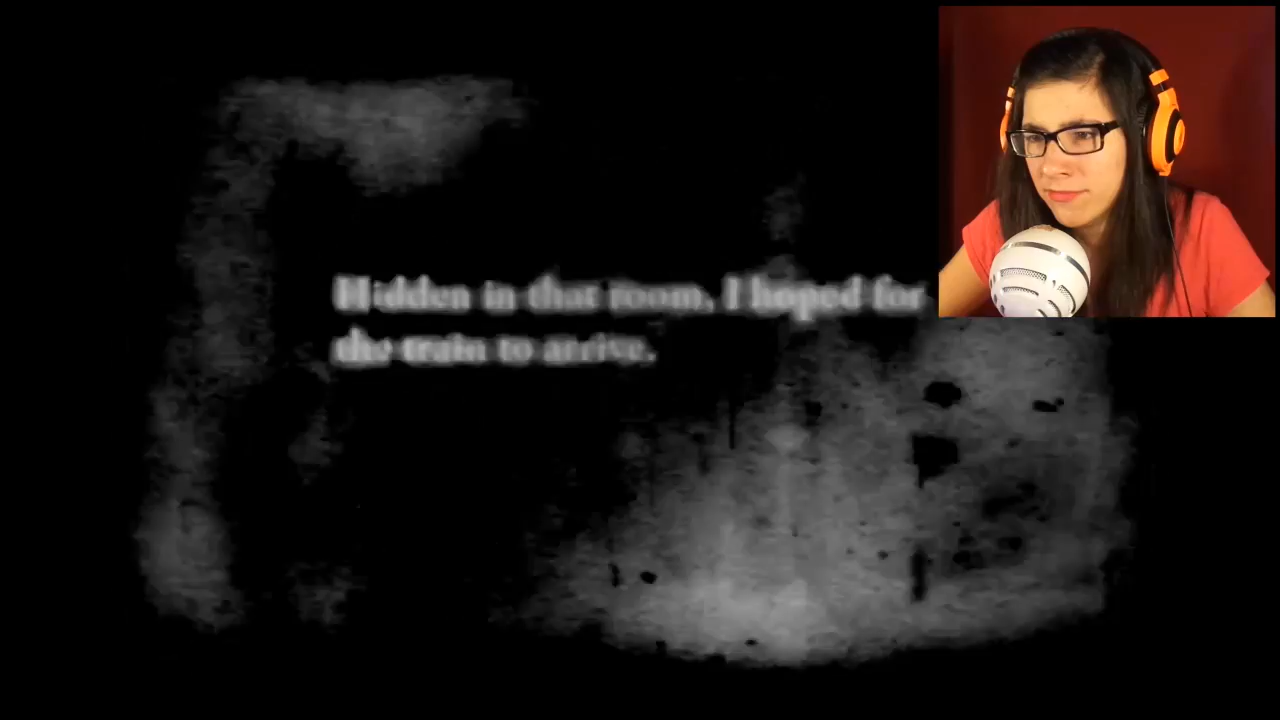 Hidden in that room, I hoped for
the train to arrive.